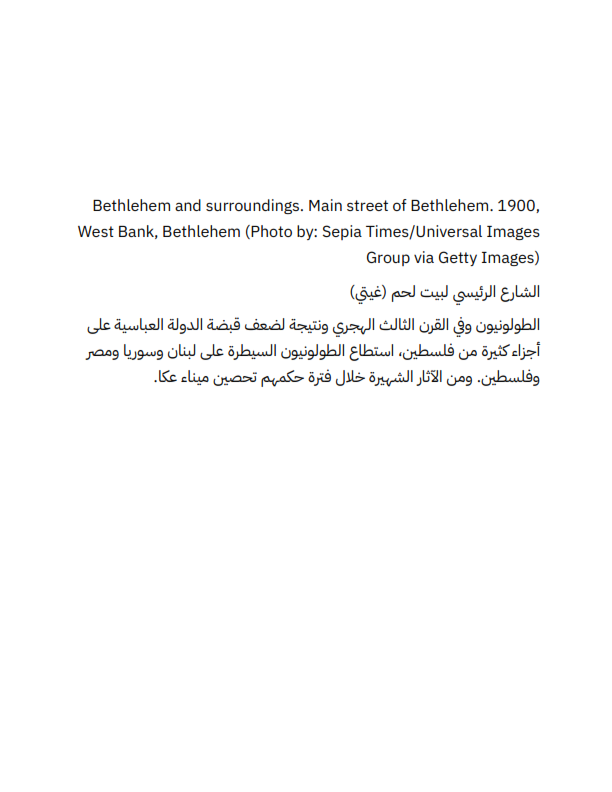 Bethlehem and surroundings. Main street of Bethlehem. 1900,
West Bank, Bethlehem (Photo by: Sepia Times/Universal Images
Group via Getty Images)
الشارع الرئيسي لبيت لحم (غيتي)
الطولونيون وفي القرن الثالث الهجري ونتيجة لضعف قبضة الدولة العباسية على
أجزاء كثيرة من فلسطين، استطاع الطولونيون السيطرة على لبنان وسوريا ومصر
وفلسطين. ومن الآثار الشهيرة خلال فترة حكمهم تحصين ميناء عكا.